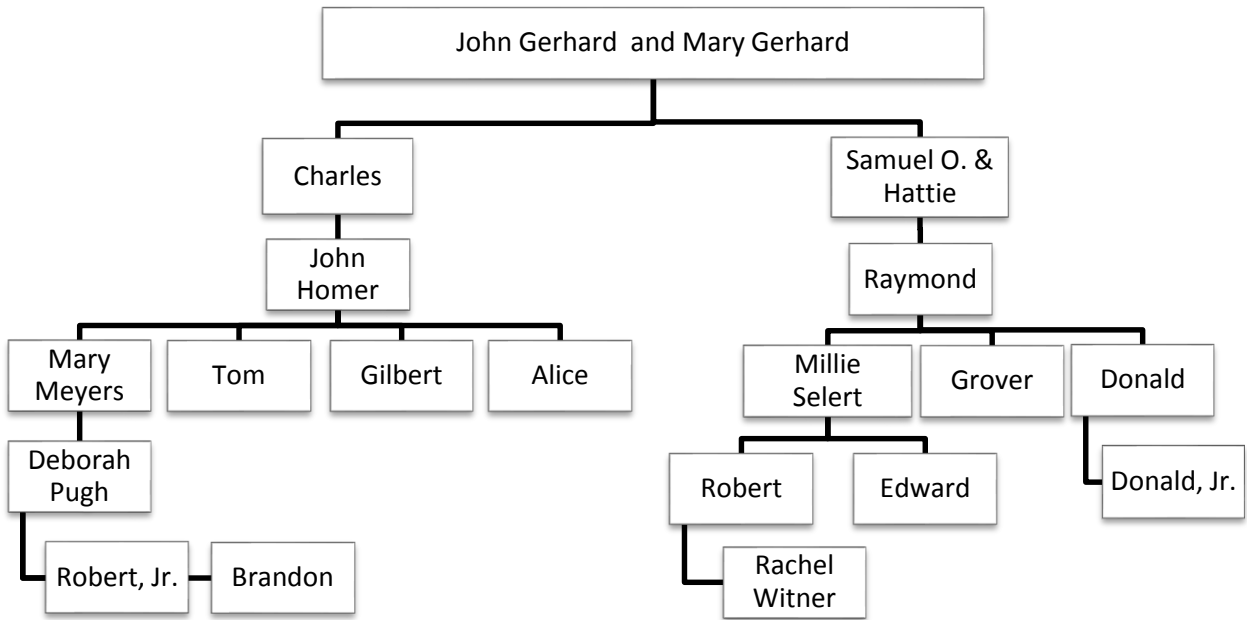 John Gerhard  and Mary Gerhard
Charles
Samuel O. &
Hattie
John
Homer
Raymond
Mary
Meyers
Tom
Gilbert
Alice
Millie
Selert
Grover
Donald
Deborah
Pugh
Robert
Edward
Donald, Jr.
Robert, Jr.
Brandon
Rachel
Witner